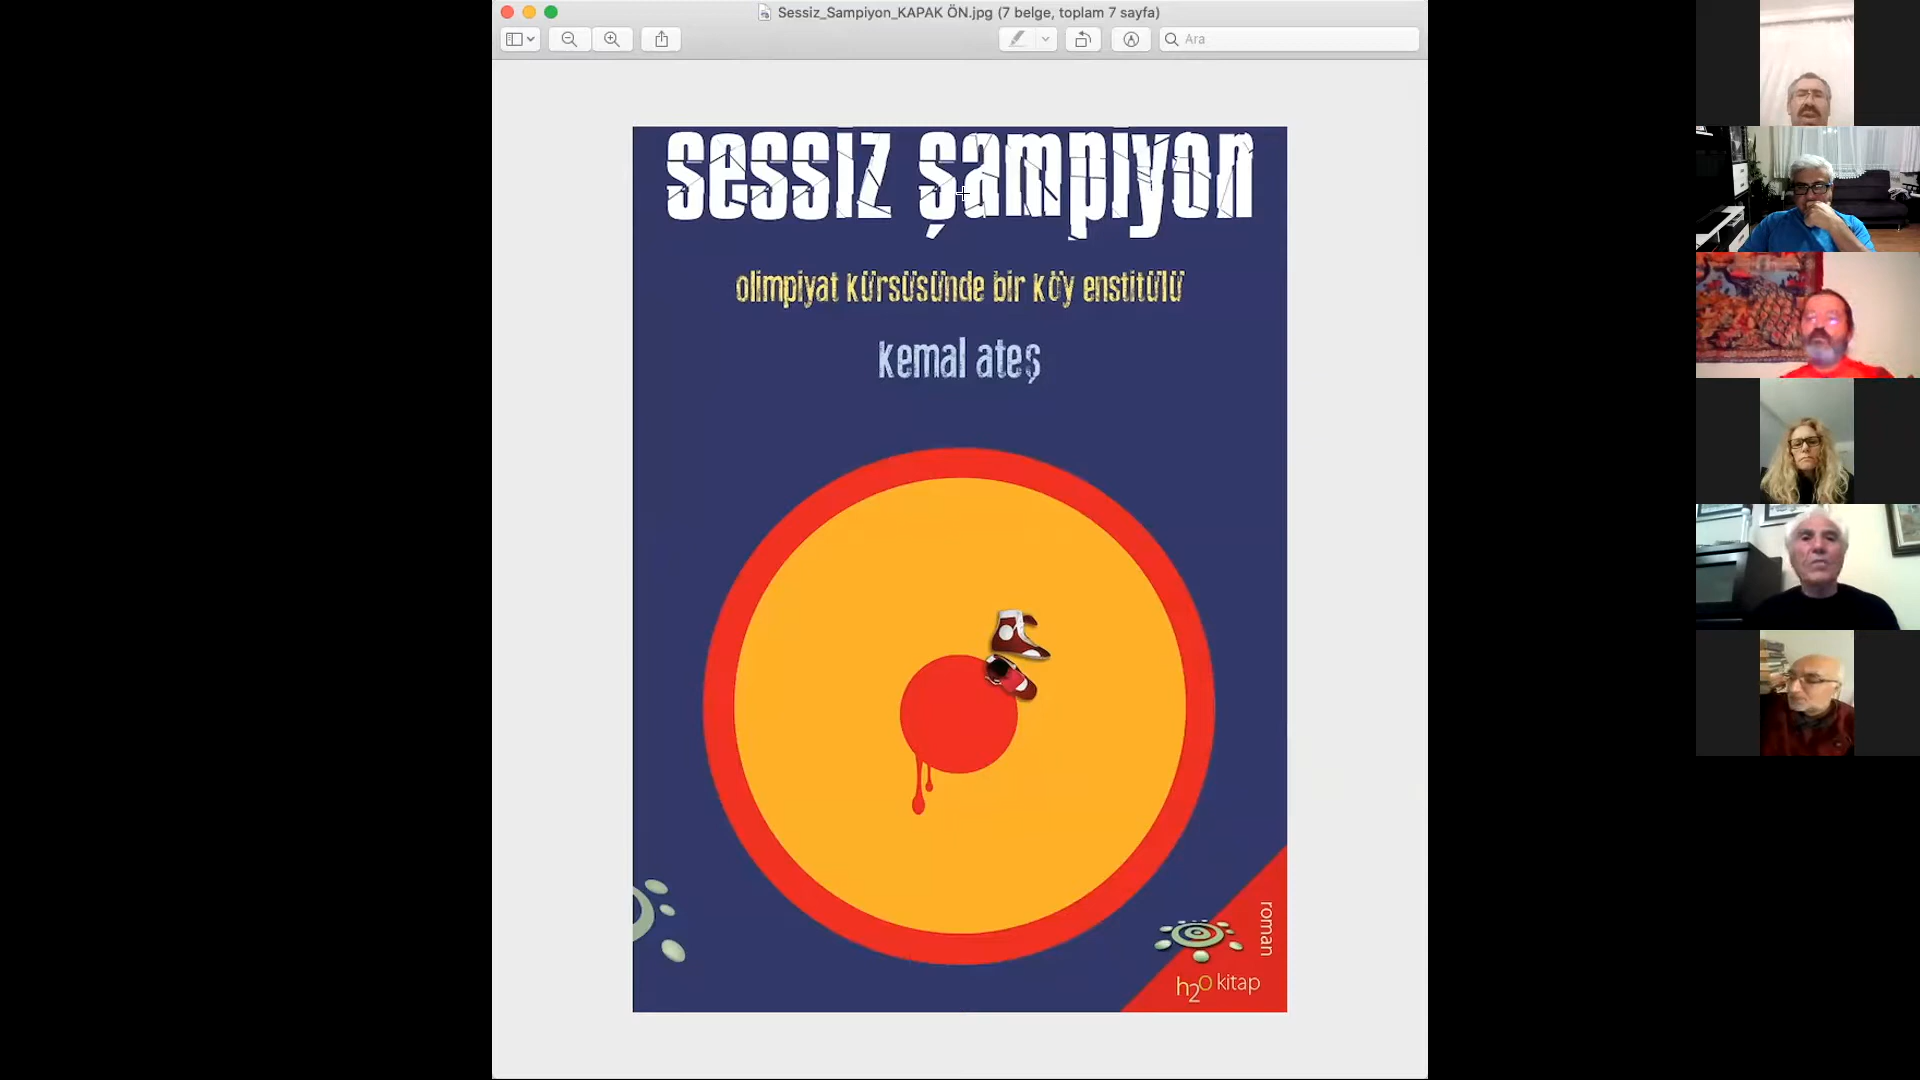 Sessiz_Sampiyon_KAPAK ÖN.jpg (7 belge, toplam 7 sayfa)
Ara
sessiz şampiyon
olimpiyat kürsüsünde bir köy enstitülü
kemal ateş
roman
h2o kitap